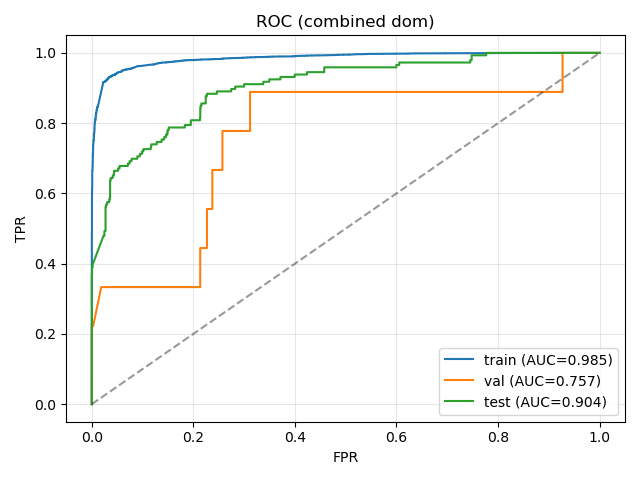 ROC (combined dom)
1.0
0.8
0.6
0.4
0.2
0.0
TPR
train (AUC=0.985)
val (AUC=0.757)
test (AUC=0.904)
0.0 0.2 0.4 0.6 0.8 1.0
FPR